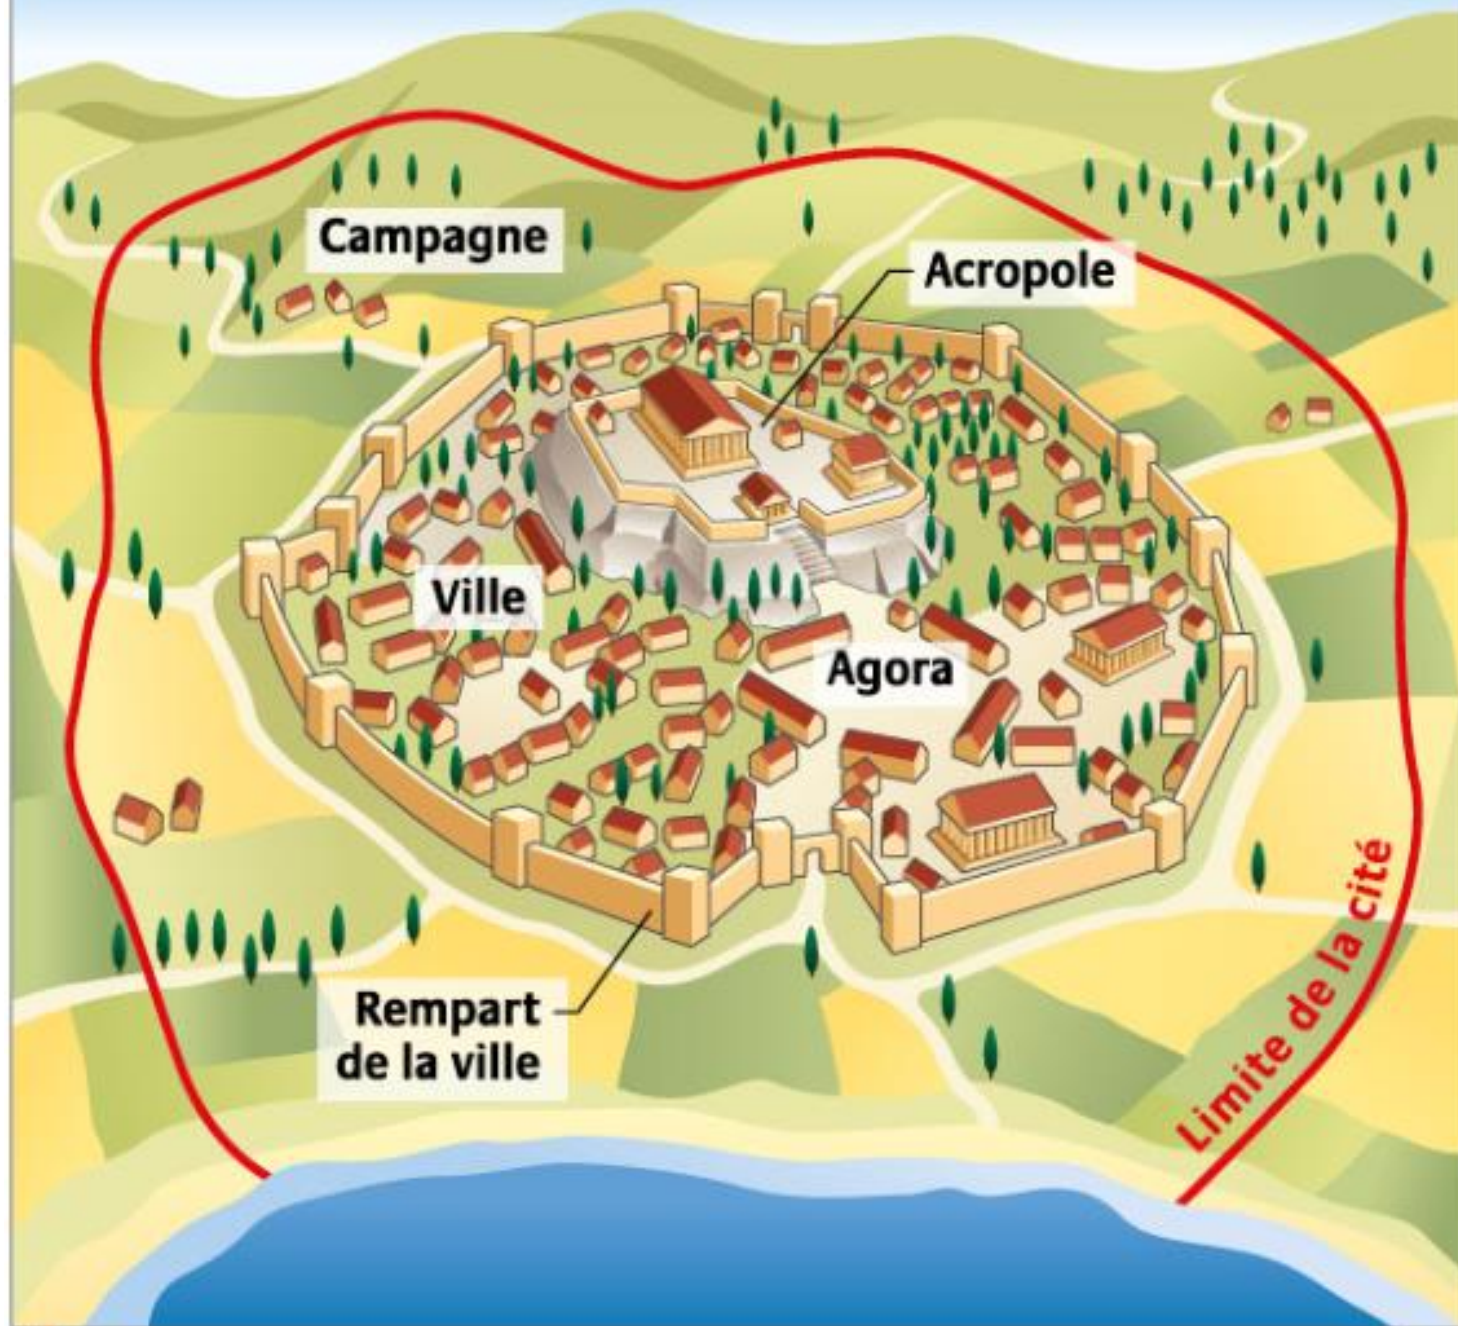 Campagne
Acropole
Ville
Agora
Rempart
de la ville
Limite de la cité